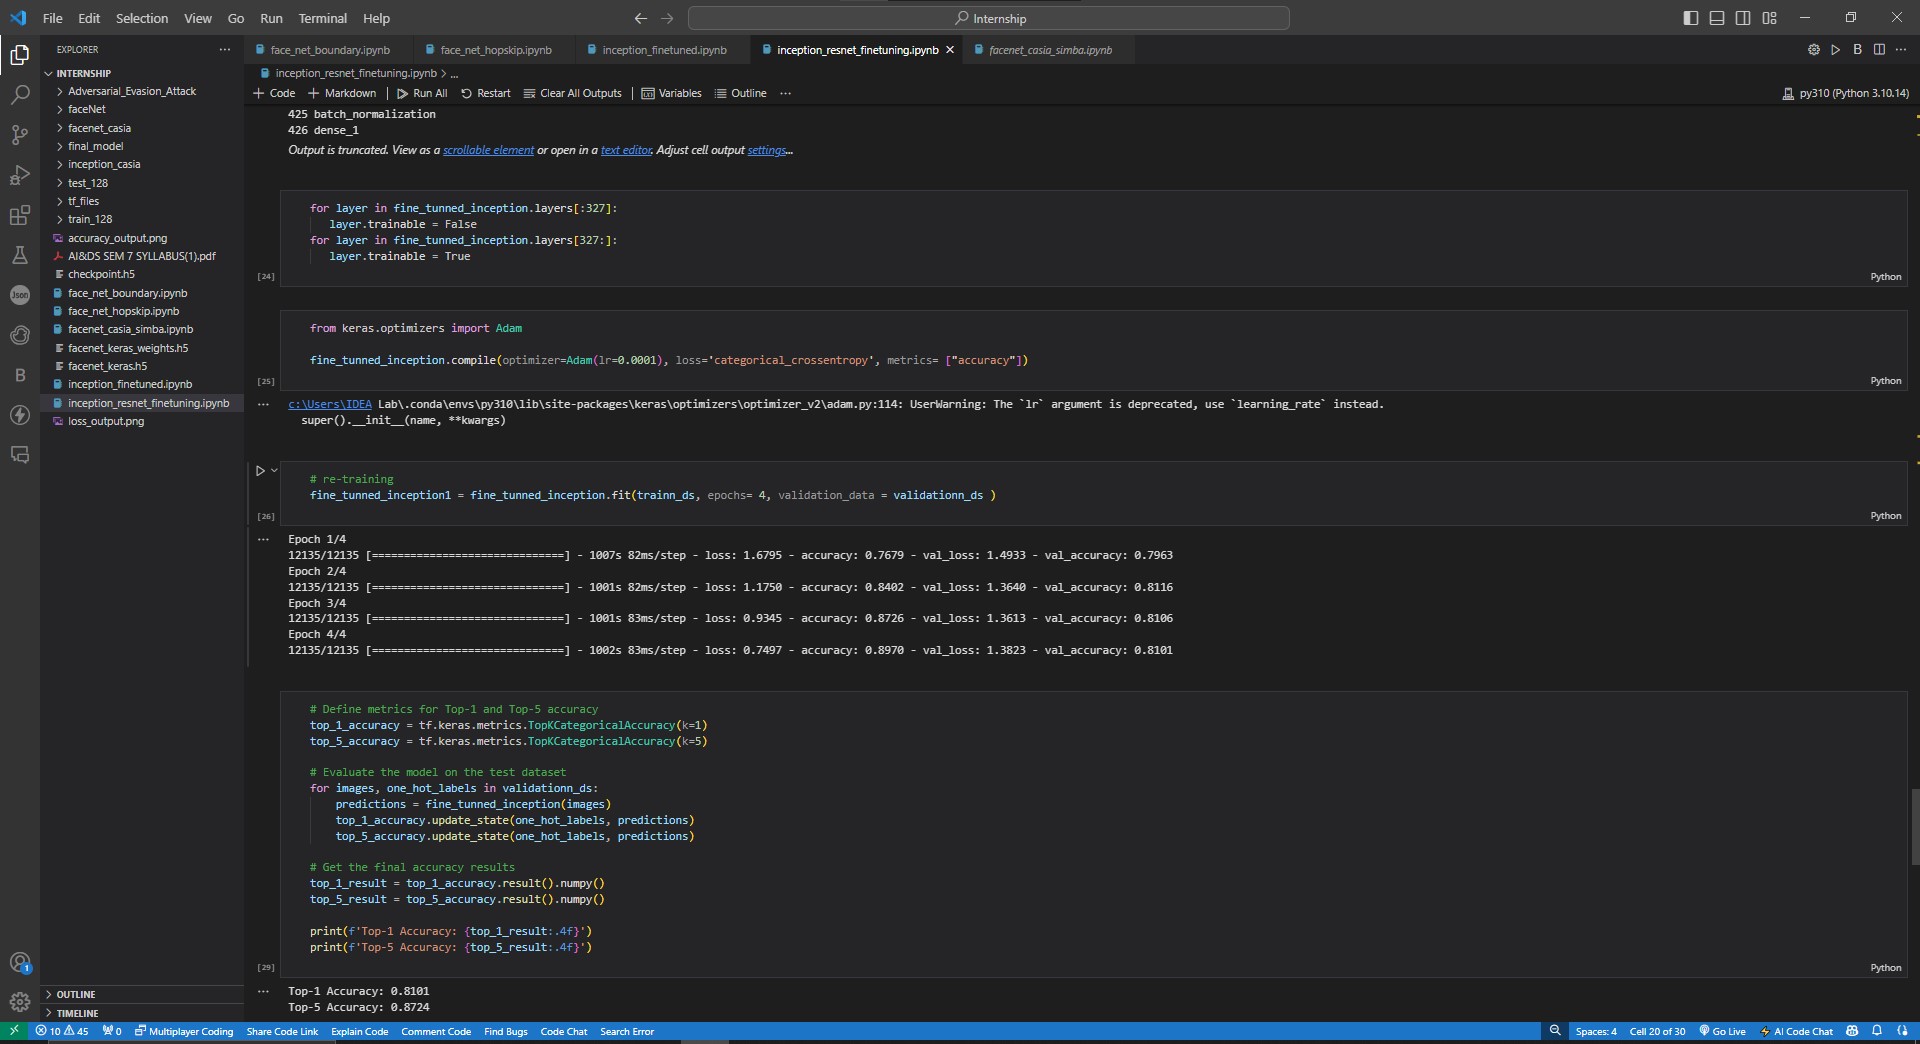 File Edit Selection View Go Run Terminal Help
Internship
EXPLORER
INTERNSHIP
Adversarial_Evasion_Attack
faceNet
facenet_casia
final_model
inception_casia
test_128
tf_files
train_128
accuracy_output.png
AI&DS SEM 7 SYLLABUS(1).pdf
checkpoint.h5
face_net_boundary.ipynb
face_net_hopskip.ipynb
facenet_casia_simba.ipynb
facenet_keras_weights.h5
facenet_keras.h5
inception_finetuned.ipynb
inception_resnet_finetuning.ipynb
loss_output.png
OUTLINE
TIMELINE
Json
B
1
face_net_boundary.ipynb face_net_hopskip.ipynb inception_finetuned.ipynb inception_resnet_finetuning.ipynb facenet_casia_simba.ipynb
B
inception_resnet_finetuning.ipynb > ...
Code Markdown Run All Restart Clear All Outputs Variables Outline ... py310 (Python 3.10.14)
425 batch_normalization
426 dense_1
Output is truncated. View as a scrollable element or open in a text editor. Adjust cell output settings...
for layer in fine_tunned_inception.layers[:327]:
layer.trainable = False
for layer in fine_tunned_inception.layers[327:]:
layer.trainable = True
[24] Python
from keras.optimizers import Adam
fine_tunned_inception.compile(optimizer=Adam(lr=0.0001), loss='categorical_crossentropy', metrics= ["accuracy"])
[25] Python
c:\Users\IDEA Lab\.conda\envs\py310\lib\site-packages\keras\optimizers\optimizer_v2\adam.py:114: UserWarning: The `lr` argument is deprecated, use `learning_rate` instead.
super().__init__(name, **kwargs)
# re-training
fine_tunned_inception1 = fine_tunned_inception.fit(trainn_ds, epochs= 4, validation_data = validationn_ds )
[26] Python
Epoch 1/4
12135/12135 [==============================] - 1007s 82ms/step - loss: 1.6795 - accuracy: 0.7679 - val_loss: 1.4933 - val_accuracy: 0.7963
Epoch 2/4
12135/12135 [==============================] - 1001s 82ms/step - loss: 1.1750 - accuracy: 0.8402 - val_loss: 1.3640 - val_accuracy: 0.8116
Epoch 3/4
12135/12135 [==============================] - 1001s 83ms/step - loss: 0.9345 - accuracy: 0.8726 - val_loss: 1.3613 - val_accuracy: 0.8106
Epoch 4/4
12135/12135 [==============================] - 1002s 83ms/step - loss: 0.7497 - accuracy: 0.8970 - val_loss: 1.3823 - val_accuracy: 0.8101
# Define metrics for Top-1 and Top-5 accuracy
top_1_accuracy = tf.keras.metrics.TopKCategoricalAccuracy(k=1)
top_5_accuracy = tf.keras.metrics.TopKCategoricalAccuracy(k=5)
# Evaluate the model on the test dataset
for images, one_hot_labels in validationn_ds:
predictions = fine_tunned_inception(images)
top_1_accuracy.update_state(one_hot_labels, predictions)
top_5_accuracy.update_state(one_hot_labels, predictions)
# Get the final accuracy results
top_1_result = top_1_accuracy.result().numpy()
top_5_result = top_5_accuracy.result().numpy()
print(f'Top-1 Accuracy: {top_1_result:.4f}')
print(f'Top-5 Accuracy: {top_5_result:.4f}')
[29] Python
Top-1 Accuracy: 0.8101
Top-5 Accuracy: 0.8724
10 45 0 Multiplayer Coding Share Code Link Explain Code Comment Code Find Bugs Code Chat Search Error Spaces: 4 Cell 20 of 30 Go Live AI Code Chat